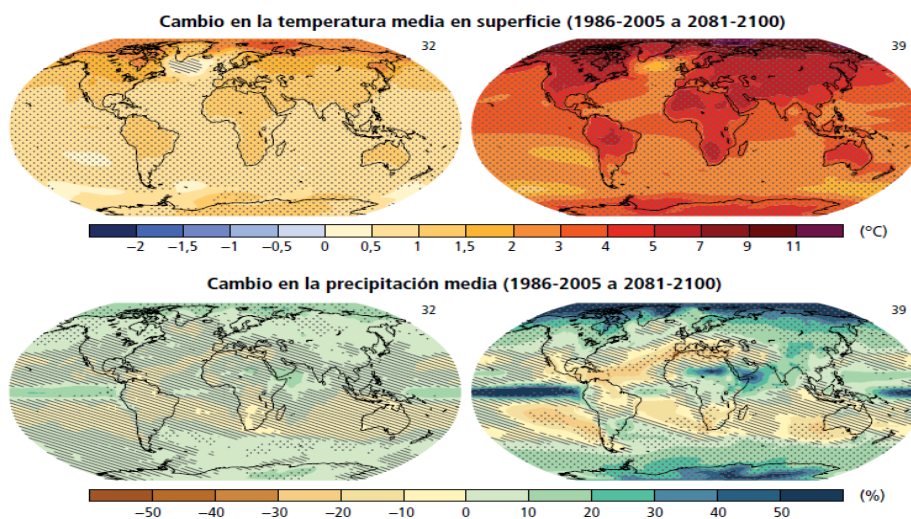 Cambio en la temperatura media en superficie (1986-2005 a 2081-2100)
32
39
−2 −1,5 −1 −0,5 0 0,5 1 1,5 2 3 4 5 7 9 11 (°C)
Cambio en la precipitación media (1986-2005 a 2081-2100)
32
39
−50 −40 −30 −20 −10 0 10 20 30 40 50 (%)